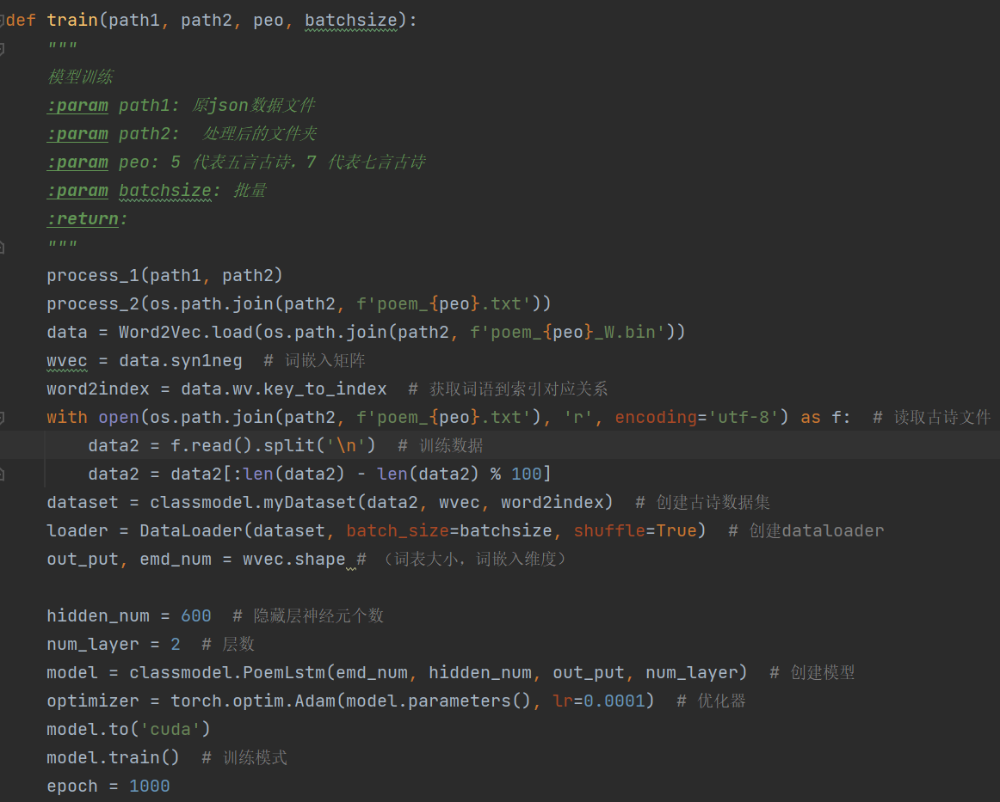 def train(path1, path2, peo, batchsize):
    """
    模型训练
    :param path1: 原json数据文件
    :param path2:  处理后的文件夹
    :param peo: 5 代表五言古诗，7 代表七言古诗
    :param batchsize: 批量
    :return:
    """
    process_1(path1, path2)
    process_2(os.path.join(path2, f'poem_{peo}.txt'))
    data = Word2Vec.load(os.path.join(path2, f'poem_{peo}_W.bin'))
    wvec = data.syn1neg  # 词嵌入矩阵
    word2index = data.wv.key_to_index  # 获取词语到索引对应关系
    with open(os.path.join(path2, f'poem_{peo}.txt'), 'r', encoding='utf-8') as f:  # 读取古诗文件
        data2 = f.read().split('\n')  # 训练数据
        data2 = data2[:len(data2) - len(data2) % 100]
    dataset = classmodel.myDataset(data2, wvec, word2index)  # 创建古诗数据集
    loader = DataLoader(dataset, batch_size=batchsize, shuffle=True)  # 创建dataloader
    out_put, emd_num = wvec.shape # （词表大小，词嵌入维度）

    hidden_num = 600  # 隐藏层神经元个数
    num_layer = 2  # 层数
    model = classmodel.PoemLstm(emd_num, hidden_num, out_put, num_layer)  # 创建模型
    optimizer = torch.optim.Adam(model.parameters(), lr=0.0001)  # 优化器
    model.to('cuda')
    model.train()  # 训练模式
    epoch = 1000